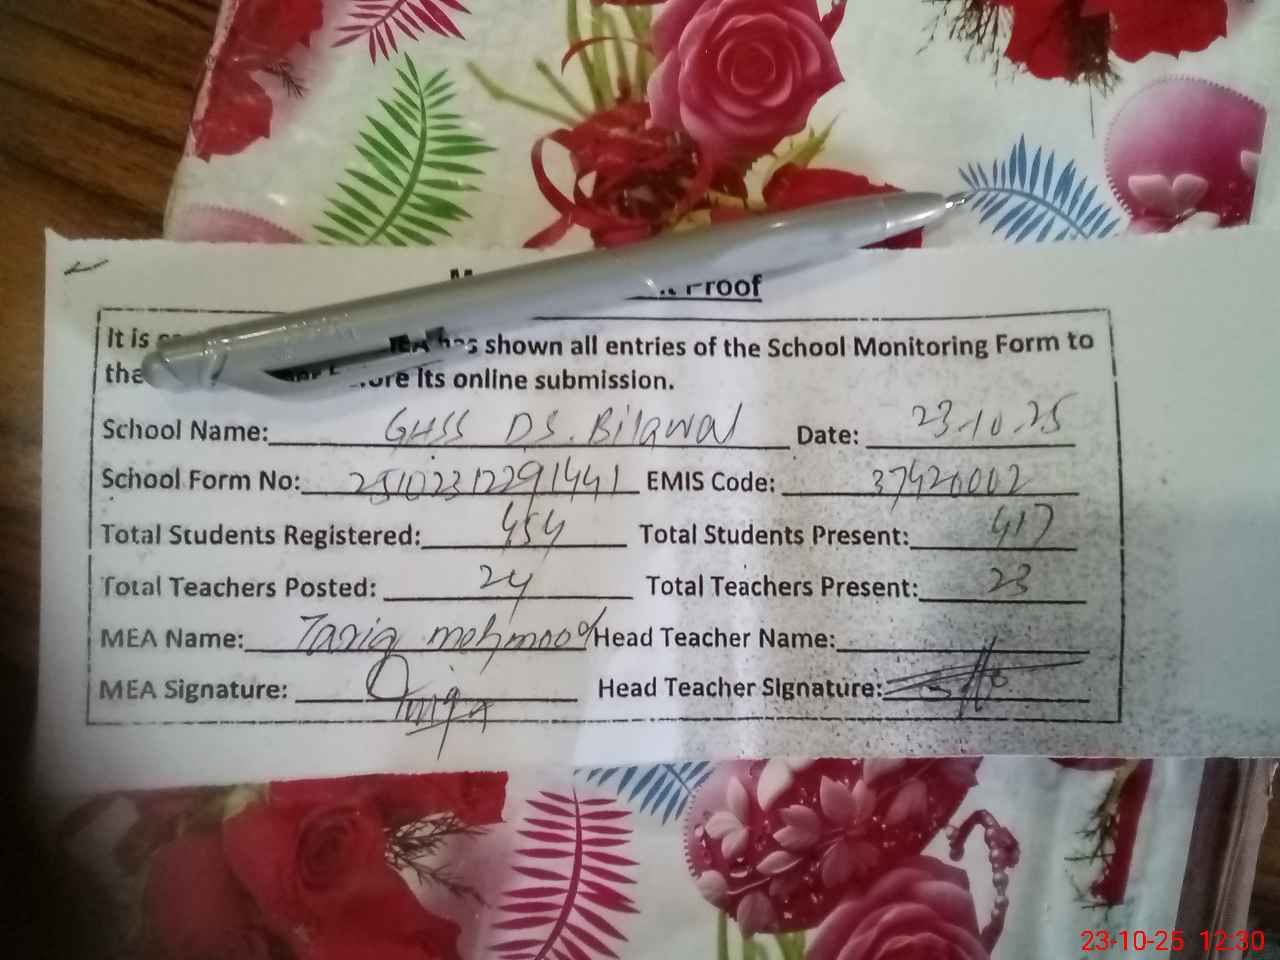 Proof
It is
has shown all entries of the School Monitoring Form to
the its online submission.
School Name: GHSS DS. Bilawal Date: 23.10.25
School Form No: 25102312291441 EMIS Code: 37420002
Total Students Registered: 454 Total Students Present: 417
Total Teachers Posted: 24 Total Teachers Present: 23
MEA Name: Tariq mehmood Head Teacher Name:
MEA Signature: Head Teacher Signature:
23-10-25 12:30